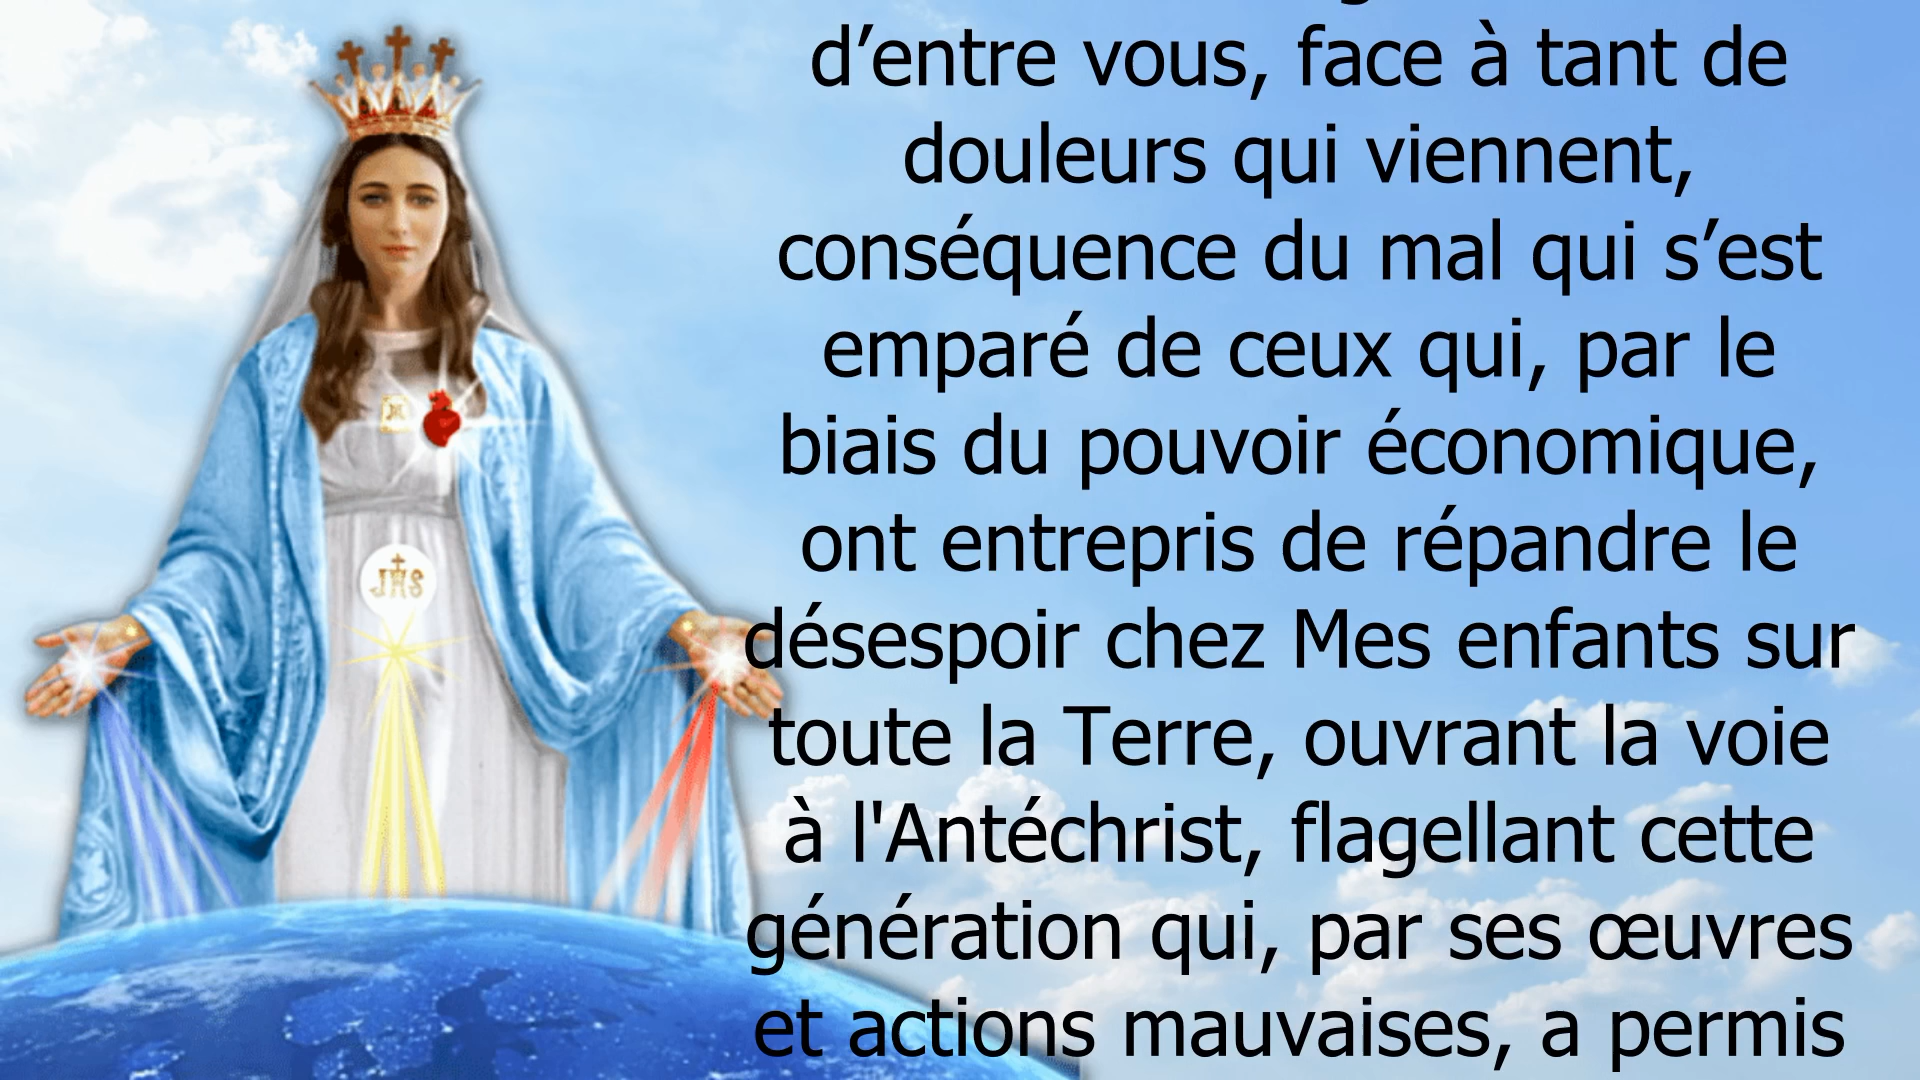 d’entre vous, face à tant de
douleurs qui viennent,
conséquence du mal qui s’est
emparé de ceux qui, par le
biais du pouvoir économique,
ont entrepris de répandre le
désespoir chez Mes enfants sur
toute la Terre, ouvrant la voie
à l'Antéchrist, flagellant cette
génération qui, par ses œuvres
et actions mauvaises, a permis
JHS